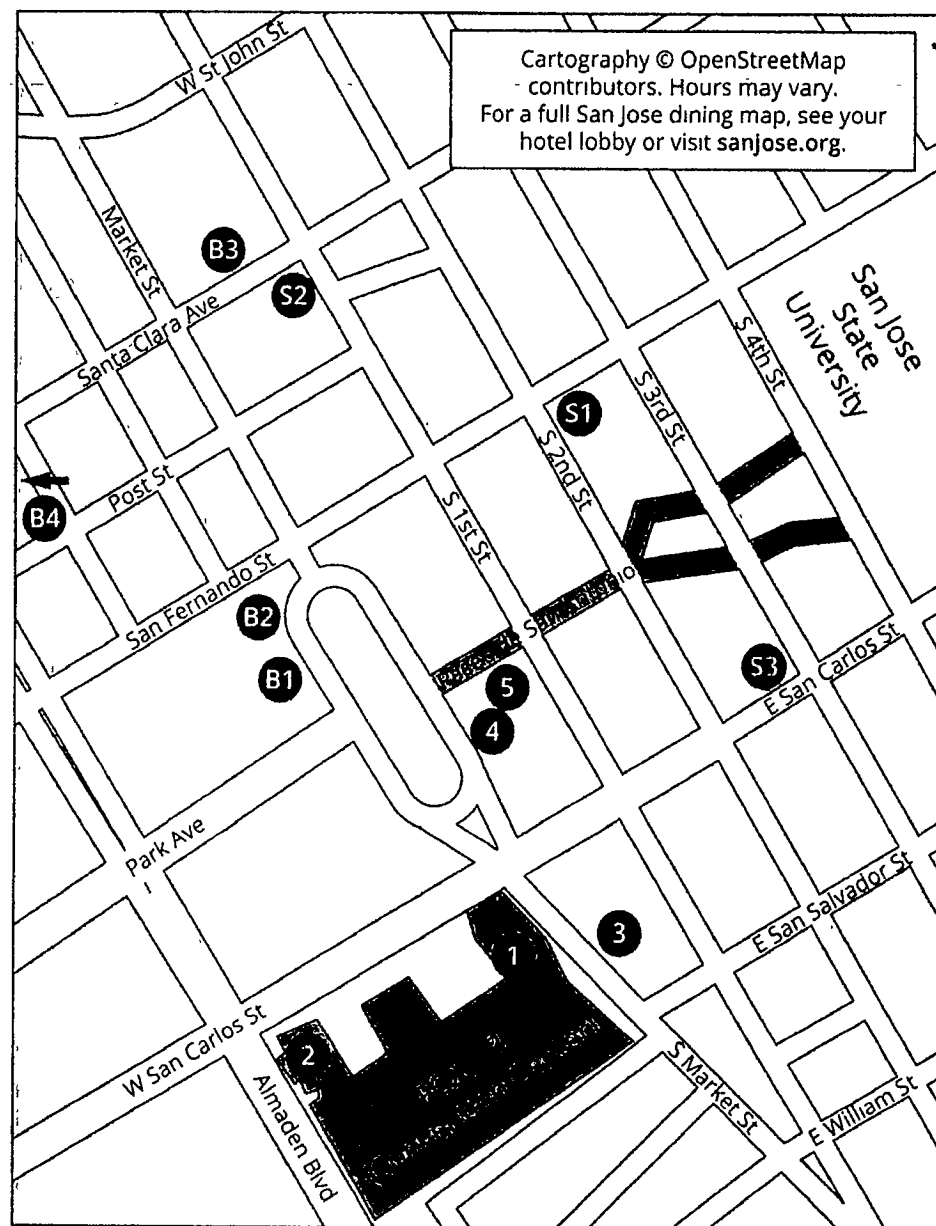 W St John St
Cartography © OpenStreetMap
contributors. Hours may vary.
For a full San Jose dining map, see your
hotel lobby or visit sanjose.org.
Market St
B3
S2
Santa Clara Ave
San Jose
State
University
S 4th St
S 3rd St
S1
S 2nd St
Post St
B4
S 1st St
San Fernando St
B2
B1
5
4
S3
E San Carlos St
Park Ave
E San Salvador St
3
1
W San Carlos St
2
S Market St
Almaden Blvd
E William St